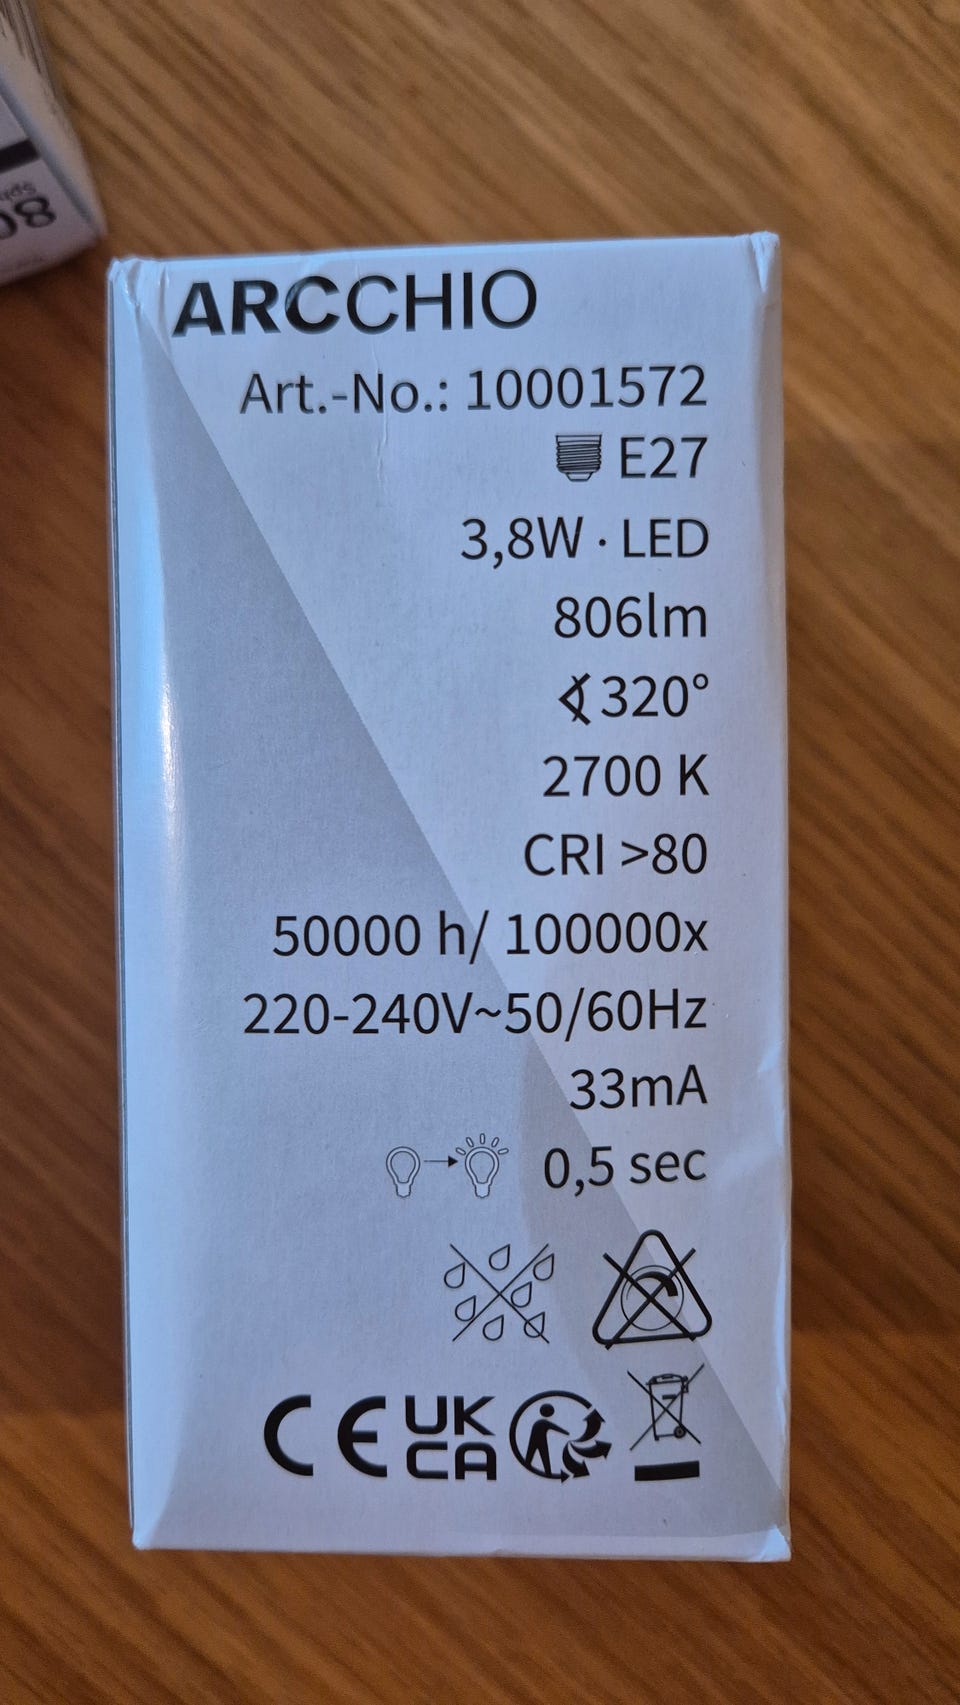 80
ARCCHIO
Art.-No.: 10001572
E27
3,8W · LED
806lm
∢320°
2700 K
CRI >80
50000 h/ 100000x
220-240V~50/60Hz
33mA
0,5 sec
CE UK CA